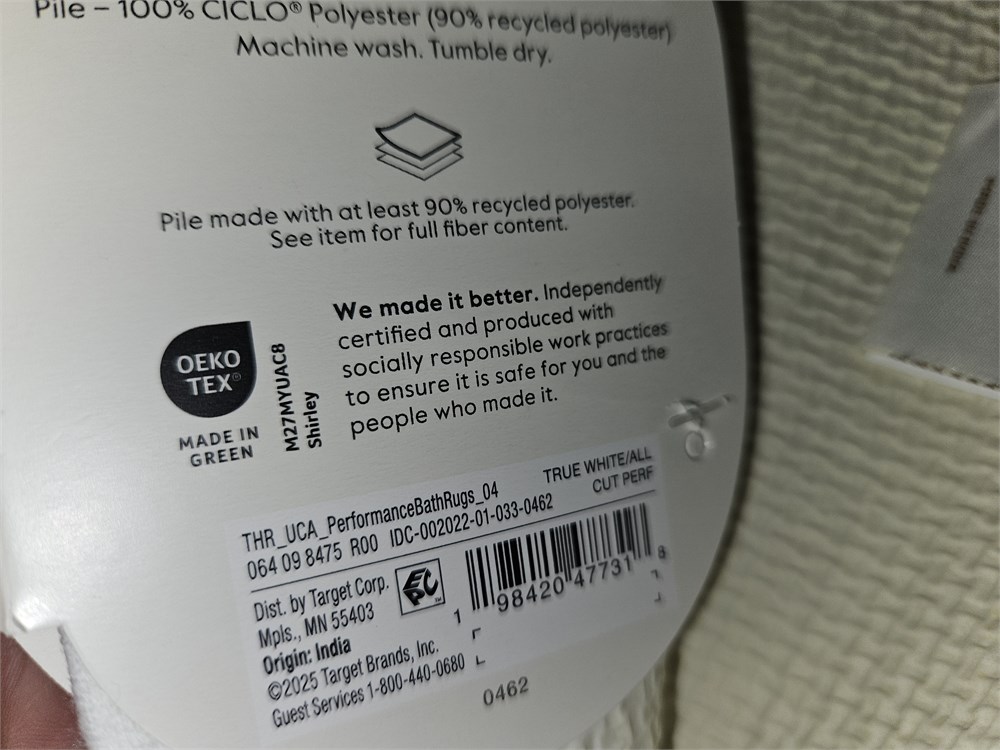 Pile – 100% CICLO® Polyester (90% recycled polyester)
Machine wash. Tumble dry.
Pile made with at least 90% recycled polyester.
See item for full fiber content.
OEKO
TEX®
MADE IN
GREEN
M27MYUAC8
Shirley
We made it better. Independently
certified and produced with
socially responsible work practices
to ensure it is safe for you and the
people who made it.
THR_UCA_PerformanceBathRugs_04
TRUE WHITE/ALL
064 09 8475 R00 IDC-002022-01-033-0462
CUT PERF
Dist. by Target Corp.
Mpls., MN 55403
Origin: India
©2025 Target Brands, Inc.
Guest Services 1-800-440-0680
EPC™
1 98420 47731 8
0462